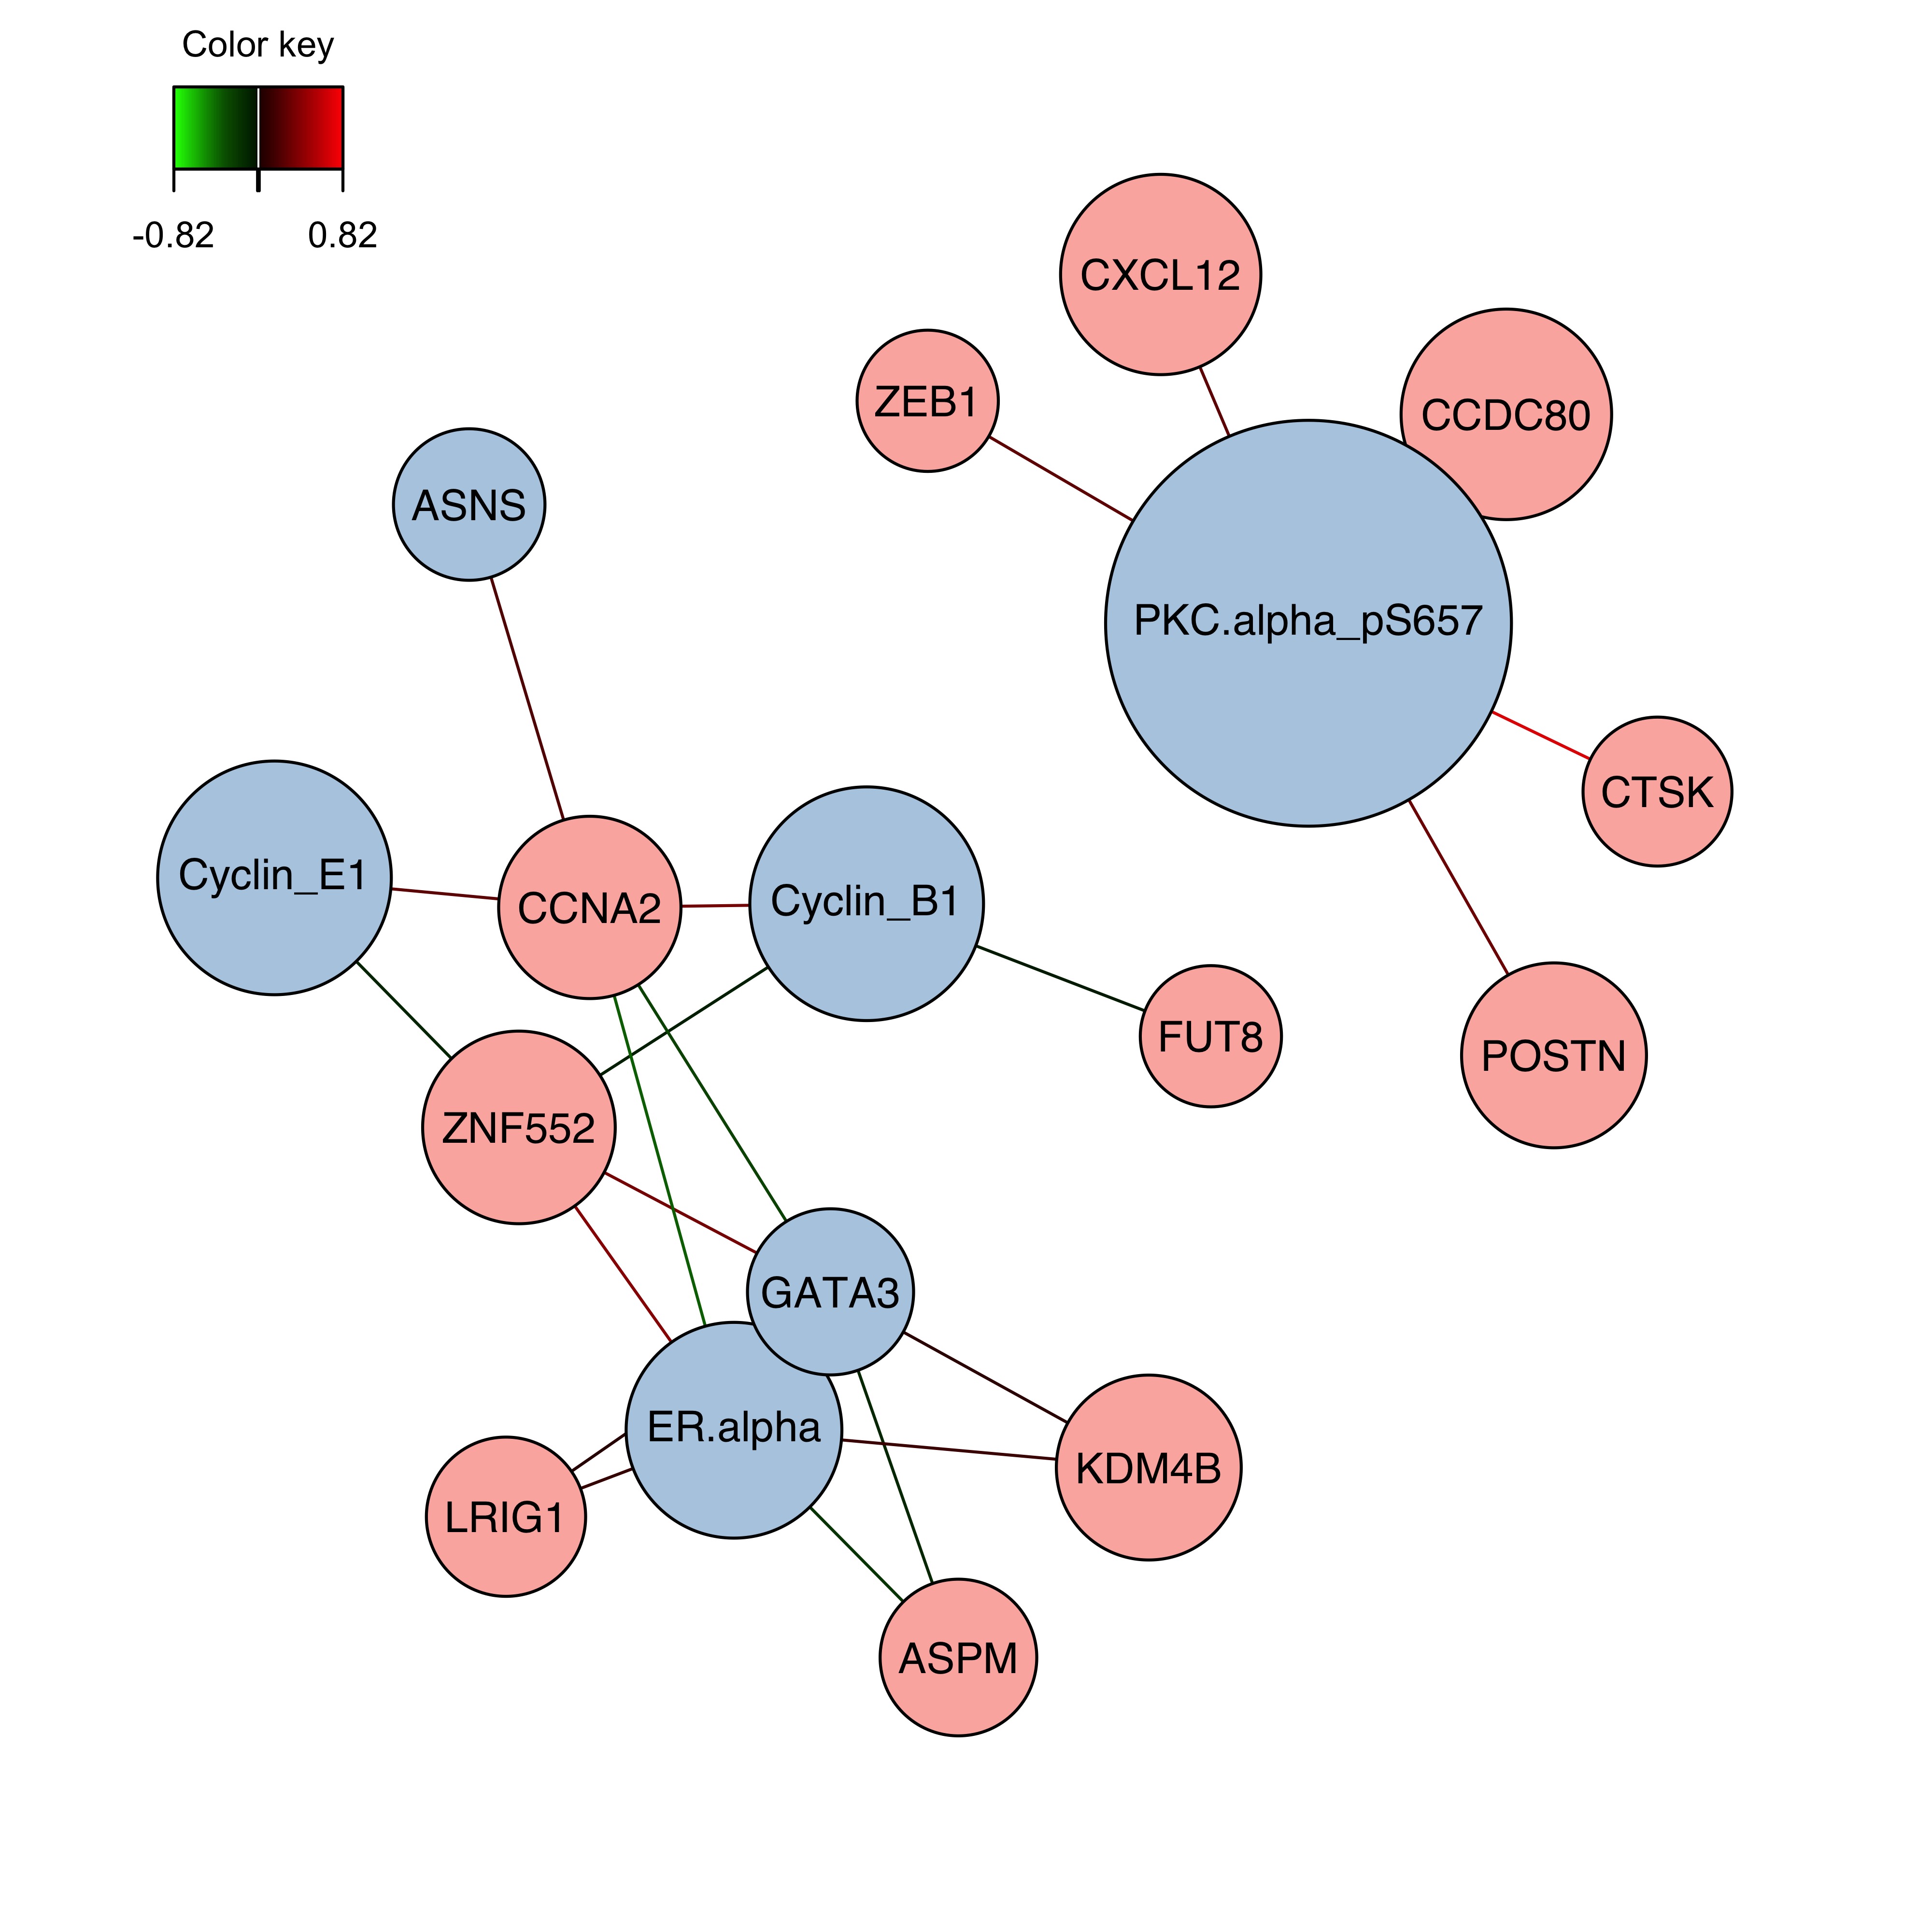 Color key
-0.82 0.82
CXCL12
ZEB1
CCDC80
ASNS
PKC.alpha_pS657
CTSK
Cyclin_E1
CCNA2
Cyclin_B1
FUT8
POSTN
ZNF552
GATA3
ER.alpha
KDM4B
LRIG1
ASPM